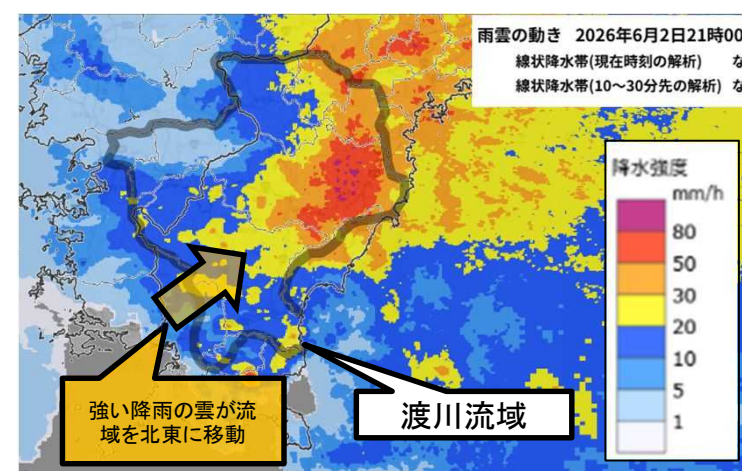 雨雲の動き 2026年6月2日21時00
線状降水帯(現在時刻の解析) な
線状降水帯(10～30分先の解析) な
降水強度
mm/h
80
50
30
20
10
5
1
強い降雨の雲が流
域を北東に移動
渡川流域